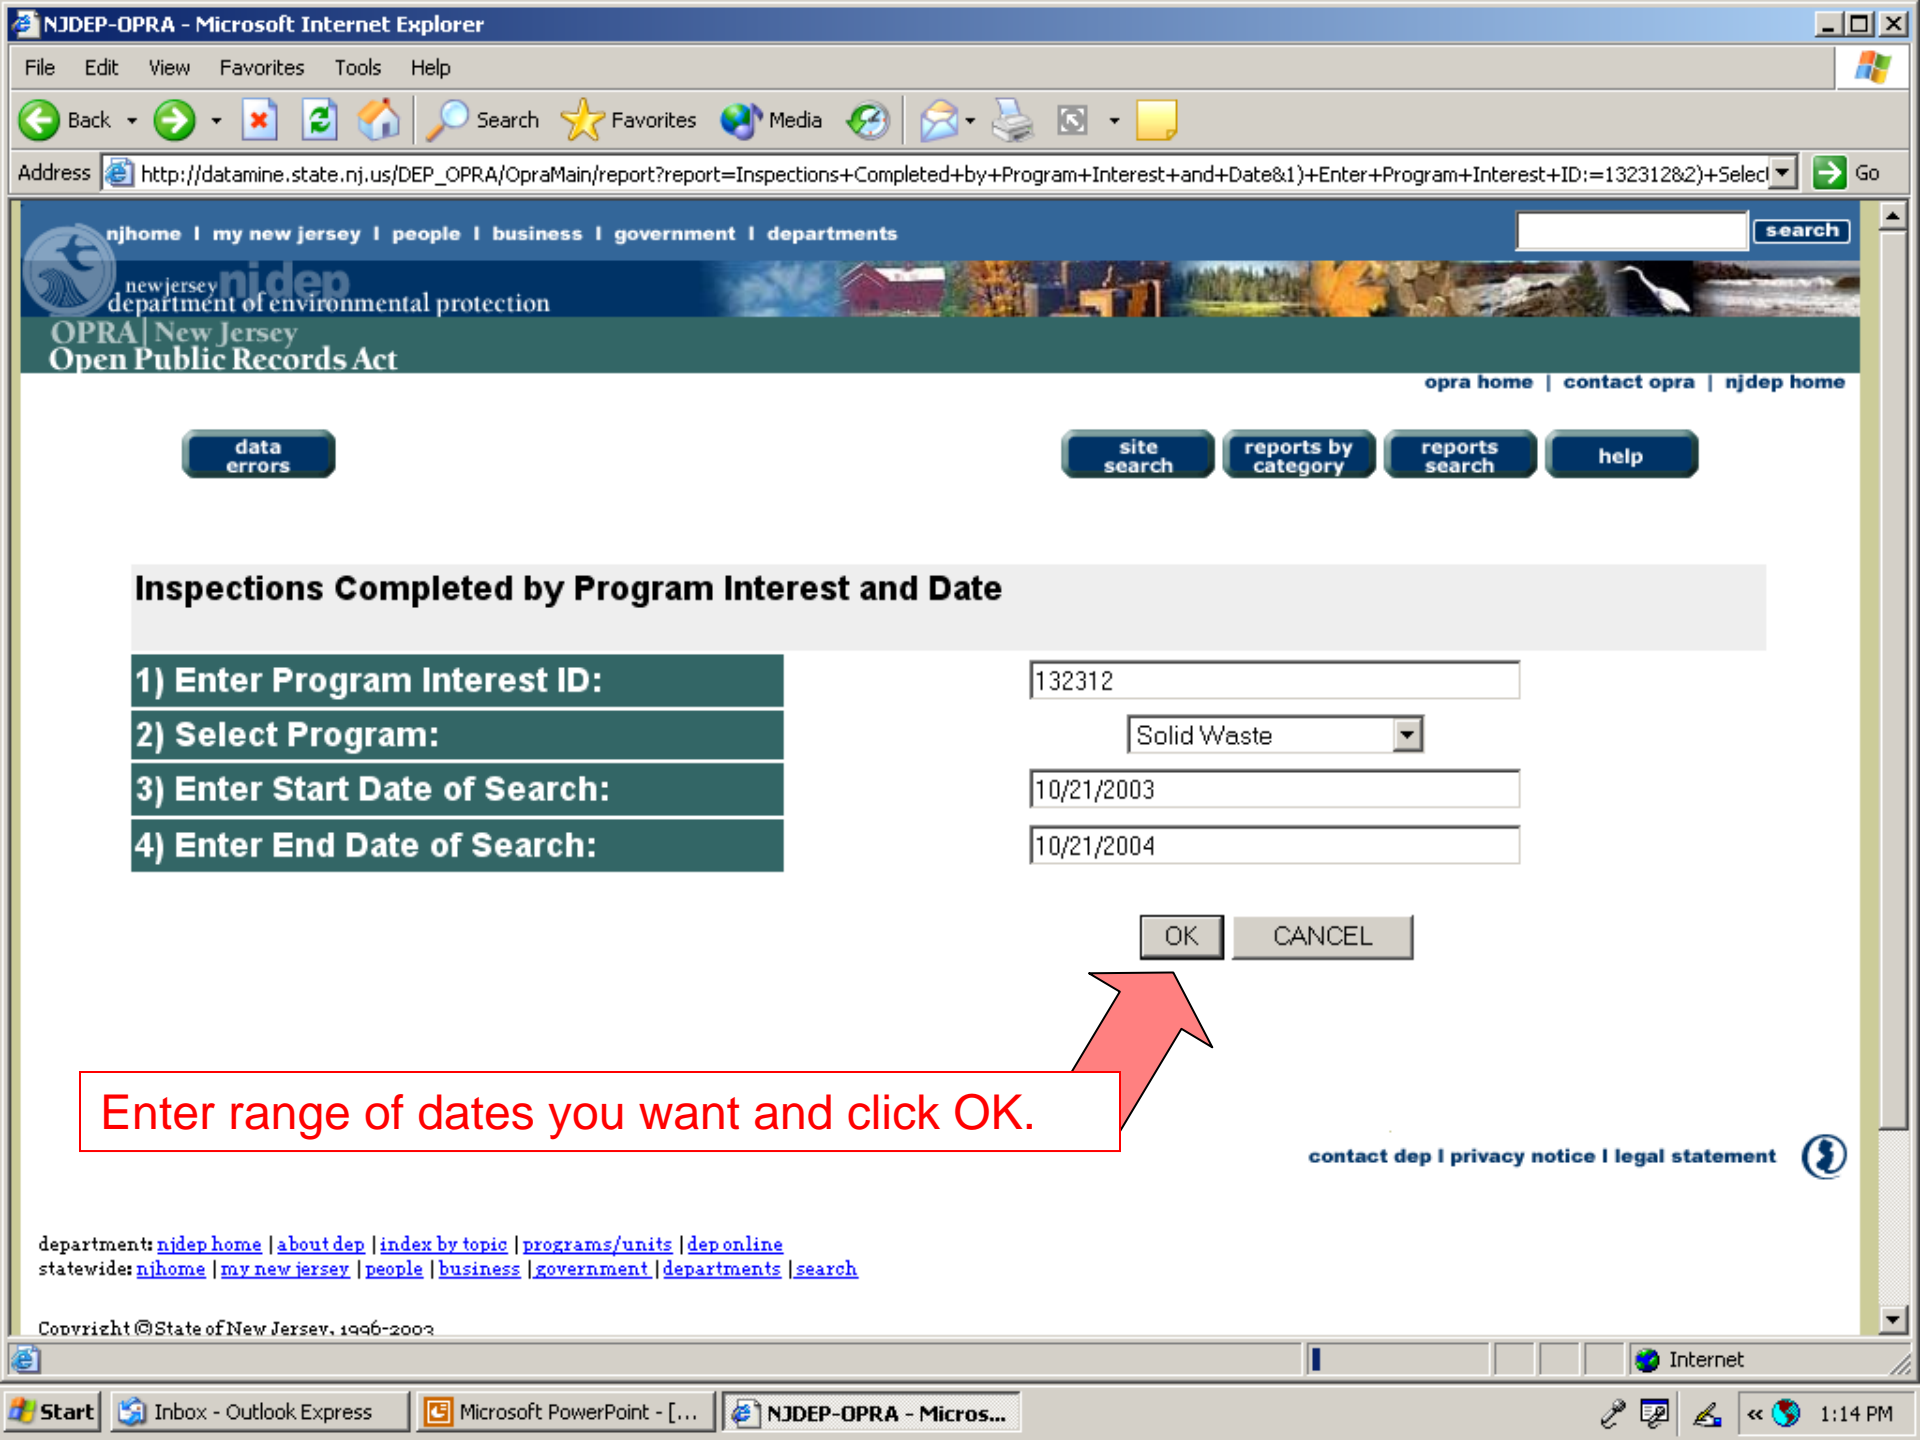 NJDEP-OPRA - Microsoft Internet Explorer
File Edit View Favorites Tools Help
Back Search Favorites Media
Address http://datamine.state.nj.us/DEP_OPRA/OpraMain/report?report=Inspections+Completed+by+Program+Interest+and+Date&1)+Enter+Program+Interest+ID:=132312&2)+Selec Go
njhome I my new jersey I people I business I government I departments search
newjersey njdep
department of environmental protection
OPRA| New Jersey
Open Public Records Act
opra home | contact opra | njdep home
data errors site search reports by category reports search help
Inspections Completed by Program Interest and Date
1) Enter Program Interest ID: 132312
2) Select Program: Solid Waste
3) Enter Start Date of Search: 10/21/2003
4) Enter End Date of Search: 10/21/2004
OK CANCEL
Enter range of dates you want and click OK.
contact dep I privacy notice I legal statement
department: njdep home | about dep | index by topic | programs/units | dep online
statewide: njhome | my new jersey | people | business | government | departments | search
Copyright © State of New Jersey, 1996-2003
Internet
Start Inbox - Outlook Express Microsoft PowerPoint - [... NJDEP-OPRA - Micros... « 1:14 PM